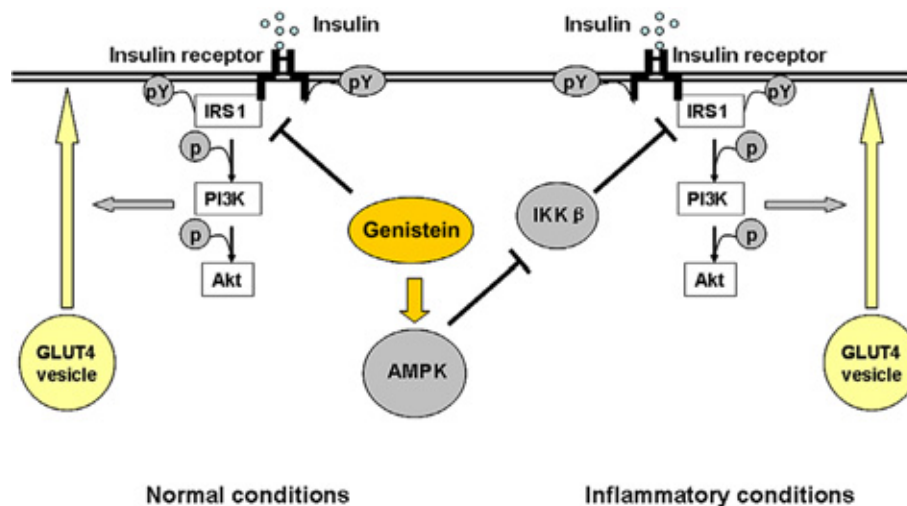 Insulin
Insulin
Insulin receptor
Insulin receptor
pY
pY
pY
pY
IRS1
IRS1
p
p
PI3K
PI3K
Genistein
IKK β
p
p
Akt
Akt
GLUT4
vesicle
AMPK
GLUT4
vesicle
Normal conditions
Inflammatory conditions